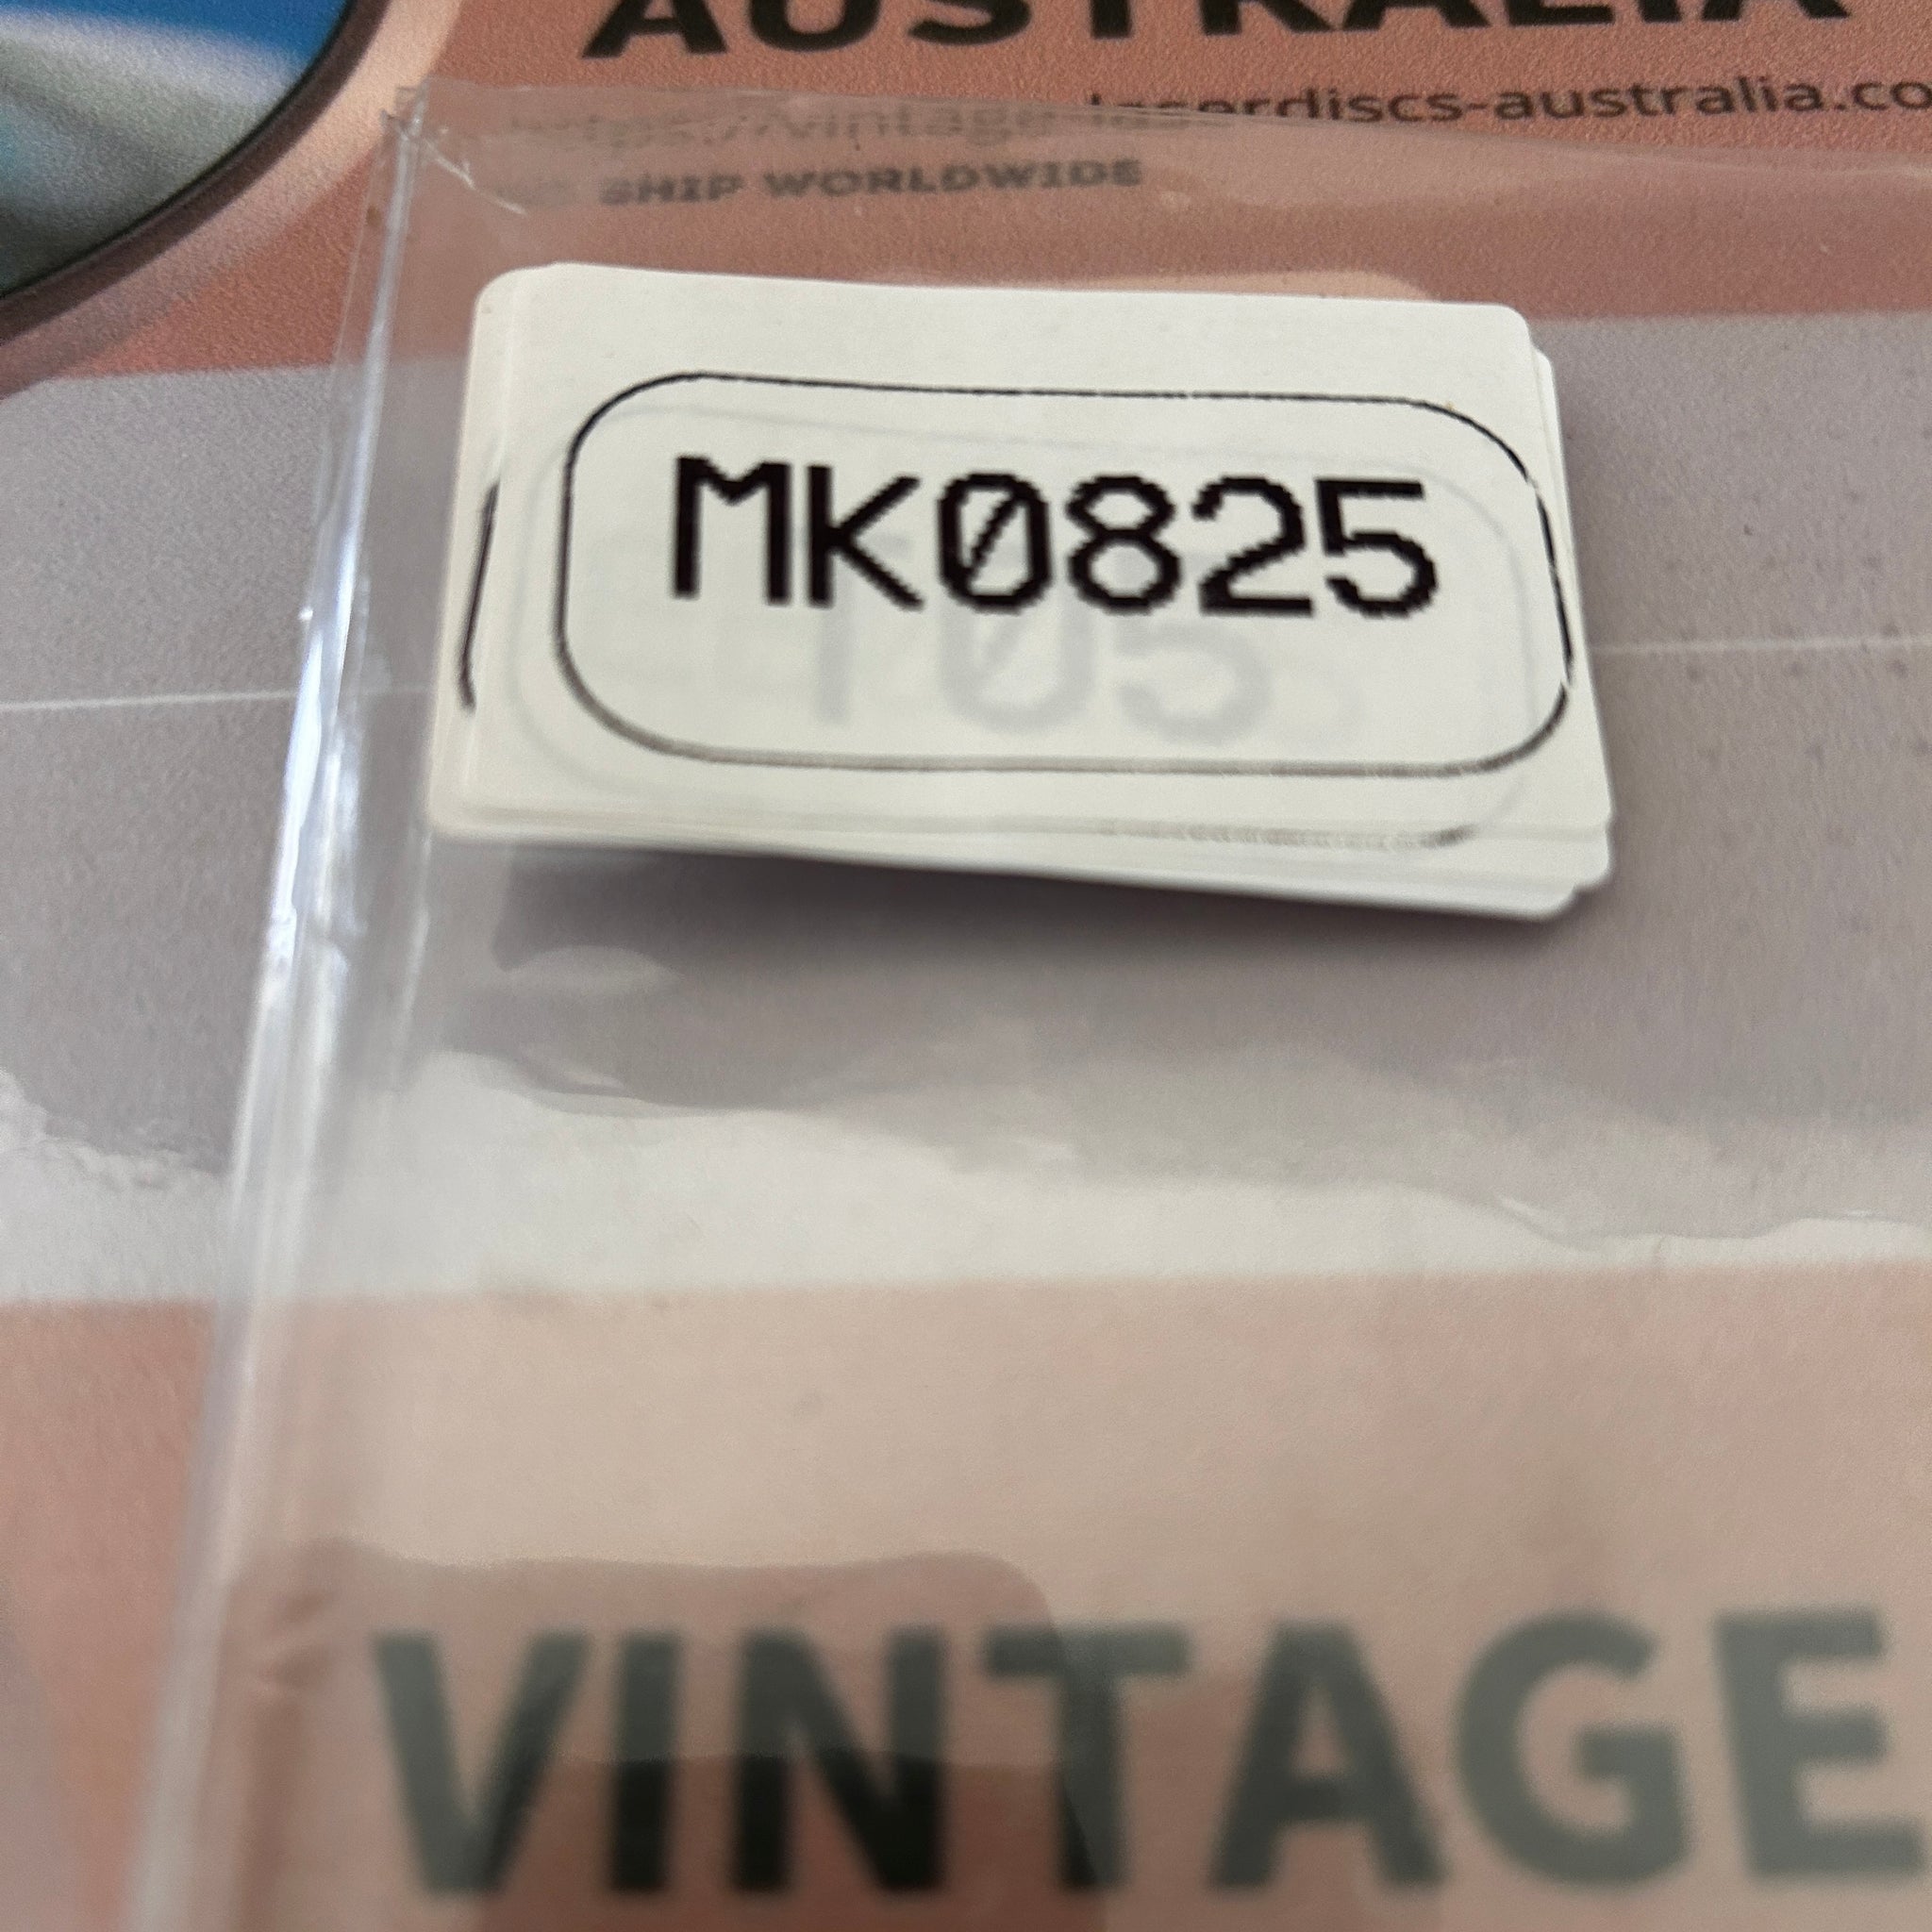 AUSTRALIA
laserdiscs-australia.co
SHIP WORLDWIDE
MK0825
VINTAGE